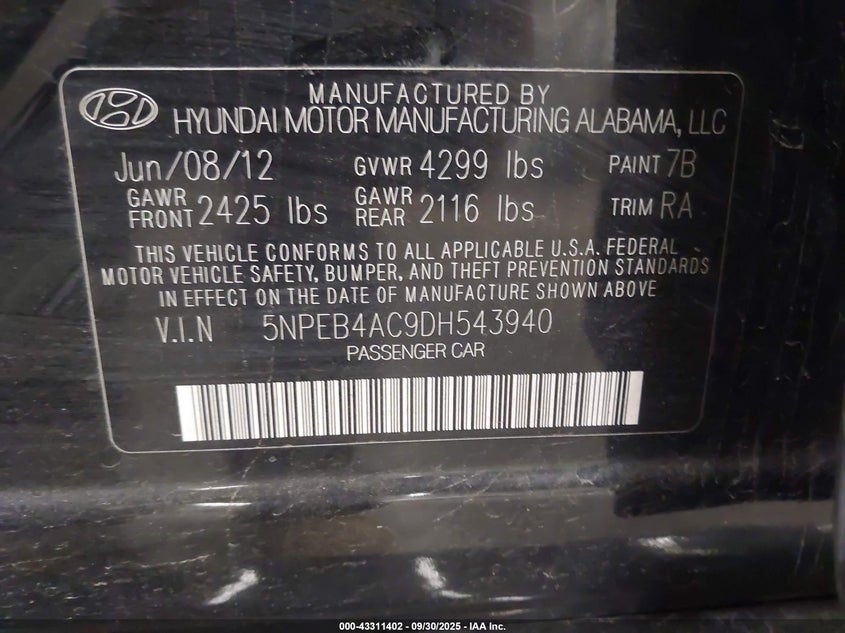 MANUFACTURED BY
HYUNDAI MOTOR MANUFACTURING ALABAMA, LLC
Jun/08/12 GVWR 4299 lbs PAINT 7B
GAWR FRONT 2425 lbs GAWR REAR 2116 lbs TRIM RA
THIS VEHICLE CONFORMS TO ALL APPLICABLE U.S.A. FEDERAL
MOTOR VEHICLE SAFETY, BUMPER, AND THEFT PREVENTION STANDARDS
IN EFFECT ON THE DATE OF MANUFACTURE SHOWN ABOVE
V.I.N 5NPEB4AC9DH543940
PASSENGER CAR
000-43311402 - 09/30/2025 - IAA Inc.